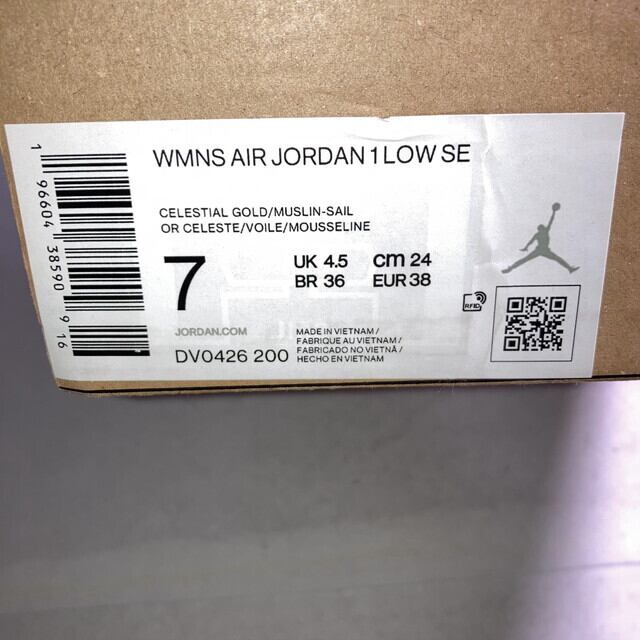 WMNS AIR JORDAN 1 LOW SE
CELESTIAL GOLD/MUSLIN-SAIL
OR CELESTE/VOILE/MOUSSELINE
7
UK 4.5 cm 24
BR 36 EUR 38
JORDAN.COM
DV0426 200
MADE IN VIETNAM /
FABRIQUE AU VIETNAM /
FABRICADO NO VIETNÃ /
HECHO EN VIETNAM
RFID
1 96604 38590 9 16